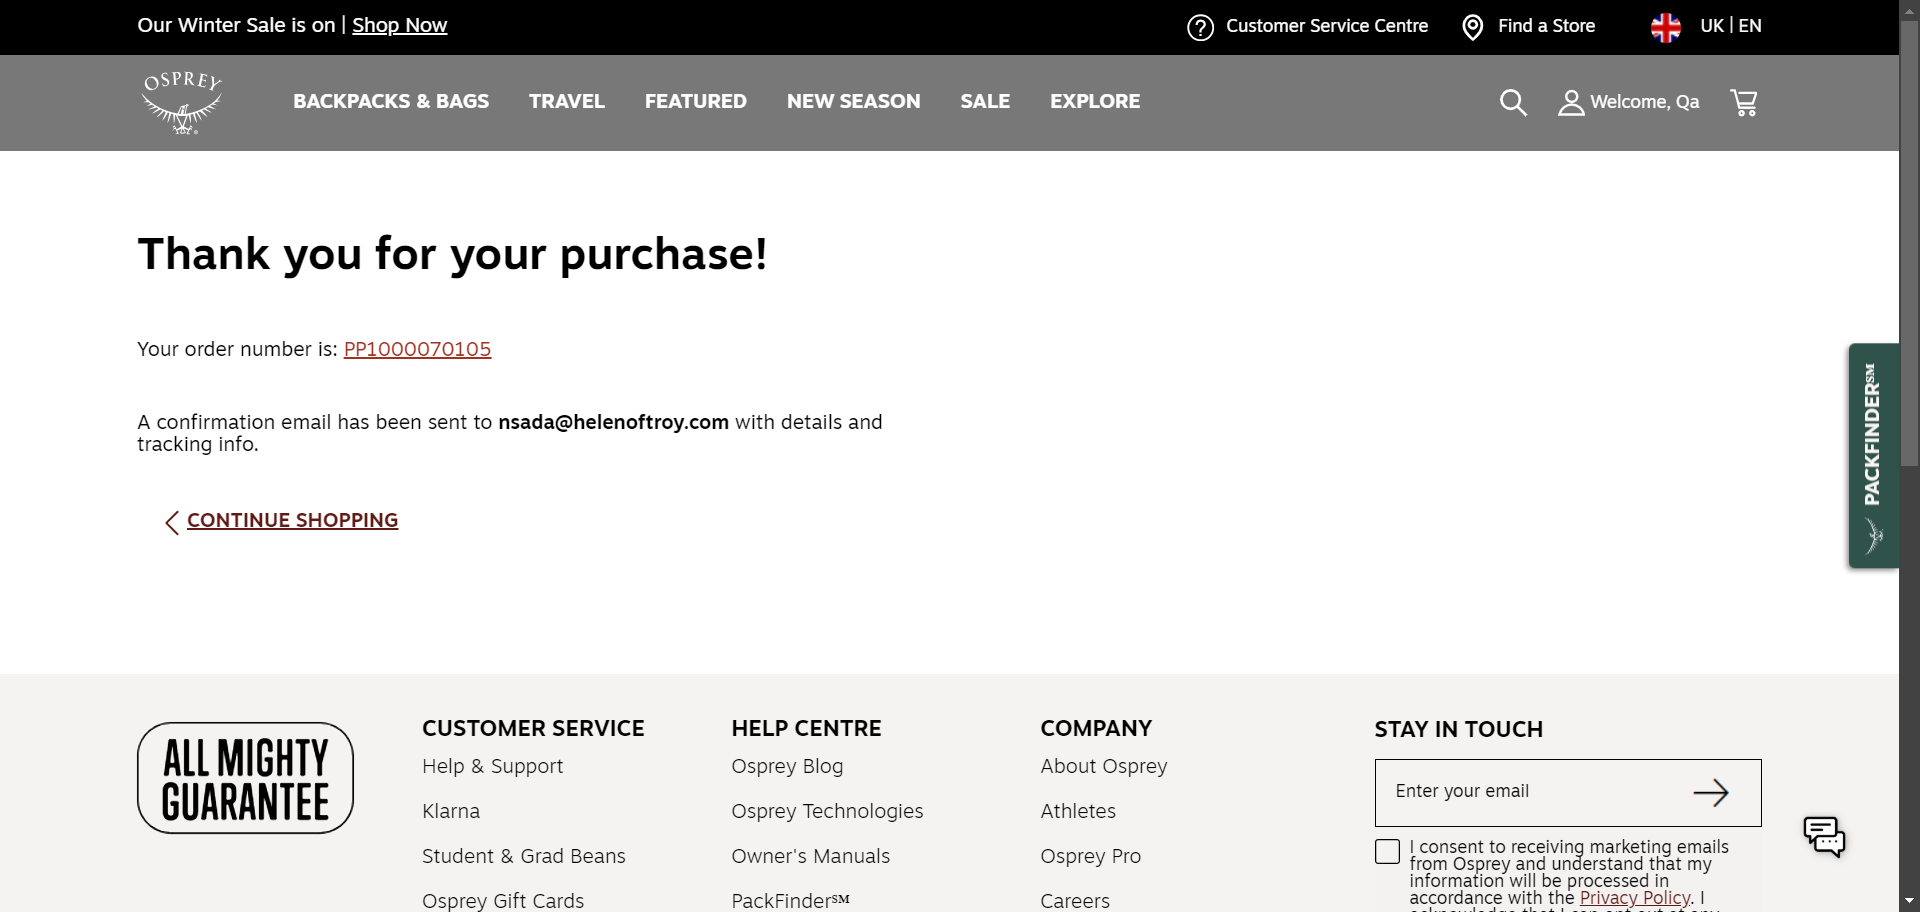 Our Winter Sale is on | Shop Now
Customer Service Centre
Find a Store
UK | EN
OSPREY
BACKPACKS & BAGS
TRAVEL
FEATURED
NEW SEASON
SALE
EXPLORE
Welcome, Qa
Thank you for your purchase!
Your order number is: PP1000070105
A confirmation email has been sent to nsada@helenoftroy.com with details and
tracking info.
CONTINUE SHOPPING
PACKFINDER℠
ALL MIGHTY
GUARANTEE
CUSTOMER SERVICE
Help & Support
Klarna
Student & Grad Beans
Osprey Gift Cards
HELP CENTRE
Osprey Blog
Osprey Technologies
Owner's Manuals
PackFinder℠
COMPANY
About Osprey
Athletes
Osprey Pro
Careers
STAY IN TOUCH
Enter your email
I consent to receiving marketing emails
from Osprey and understand that my
information will be processed in
accordance with the Privacy Policy. I